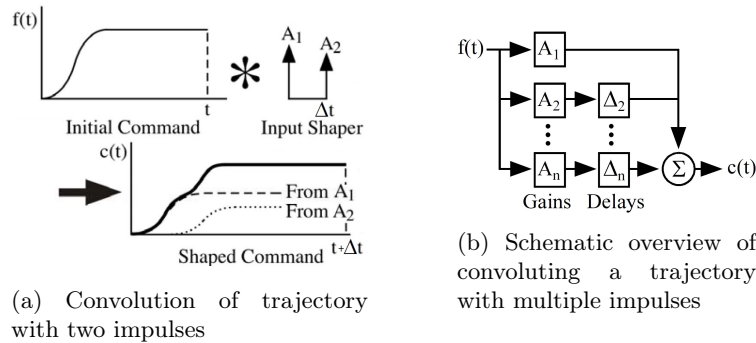 f(t)
t
Initial Command
*
A1
A2
Δt
Input Shaper
c(t)
From A1
From A2
t+Δt
Shaped Command
(a) Convolution of trajectory
with two impulses
f(t)
A1
A2
Δ2
An
Δn
Σ
c(t)
Gains Delays
(b) Schematic overview of
convoluting a trajectory
with multiple impulses